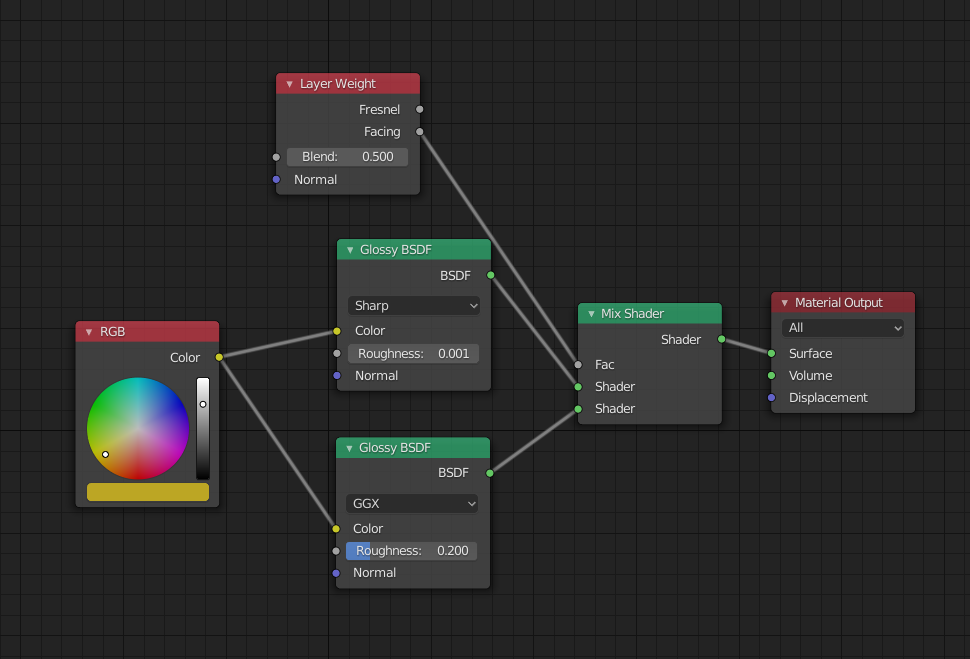 Layer Weight
Fresnel
Facing
Blend: 0.500
Normal
Glossy BSDF
BSDF
Sharp
Color
Roughness: 0.001
Normal
RGB
Color
Glossy BSDF
BSDF
GGX
Color
Roughness: 0.200
Normal
Mix Shader
Shader
Fac
Shader
Shader
Material Output
All
Surface
Volume
Displacement